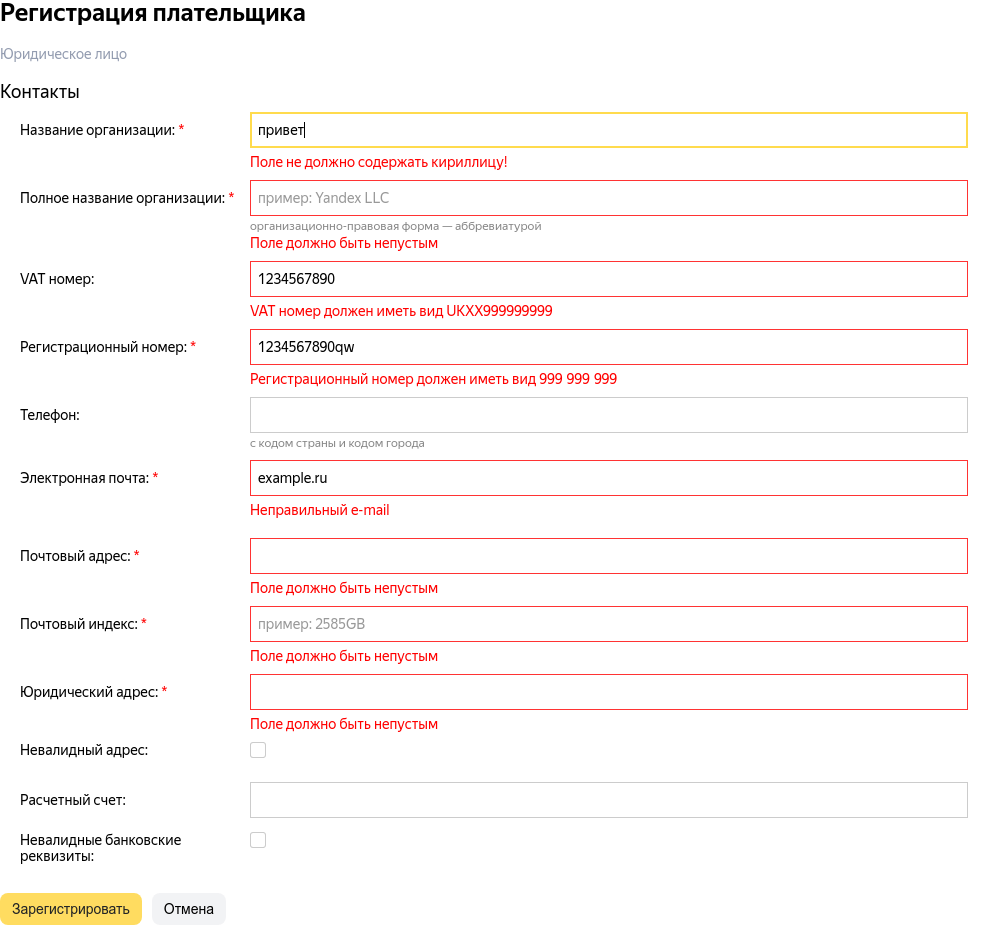 Регистрация плательщика
Юридическое лицо
Контакты
Название организации: *
привет
Поле не должно содержать кириллицу!
Полное название организации: *
пример: Yandex LLC
организационно-правовая форма — аббревиатурой
Поле должно быть непустым
VAT номер:
1234567890
VAT номер должен иметь вид UKXX999999999
Регистрационный номер: *
1234567890qw
Регистрационный номер должен иметь вид 999 999 999
Телефон:
с кодом страны и кодом города
Электронная почта: *
example.ru
Неправильный e-mail
Почтовый адрес: *
Поле должно быть непустым
Почтовый индекс: *
пример: 2585GB
Поле должно быть непустым
Юридический адрес: *
Поле должно быть непустым
Невалидный адрес:
Расчетный счет:
Невалидные банковские
реквизиты:
Зарегистрировать
Отмена